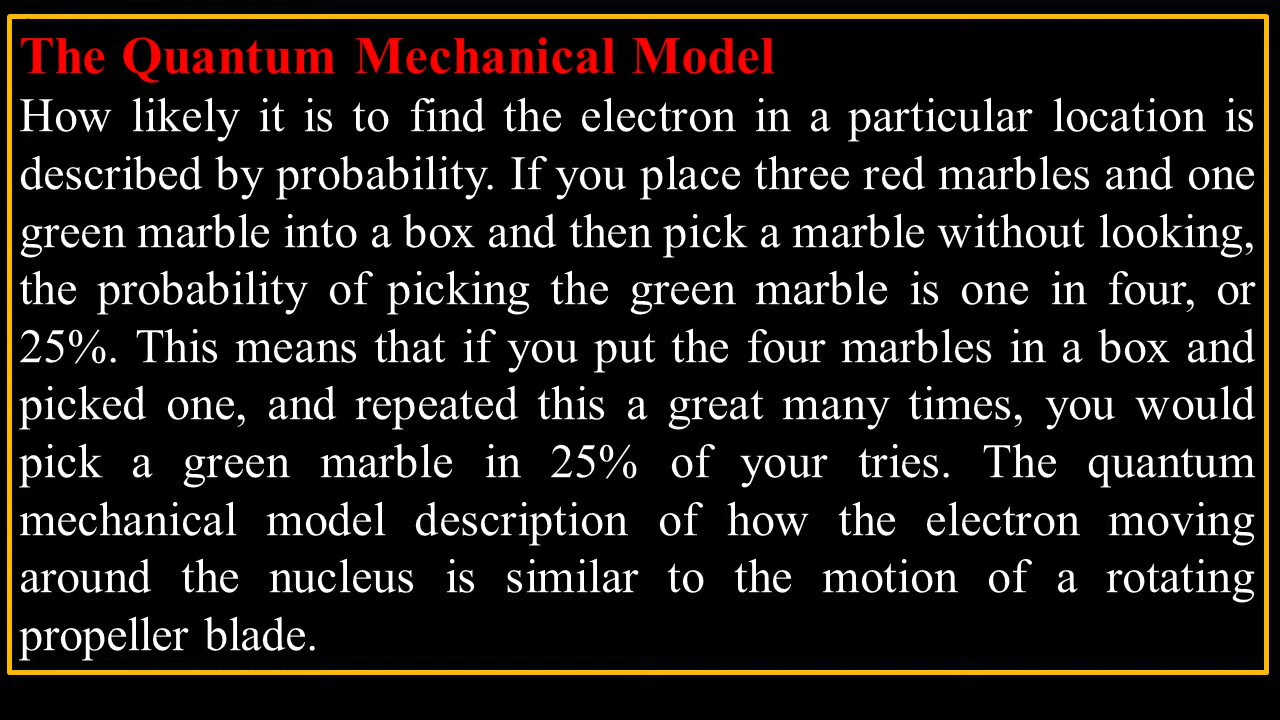 The Quantum Mechanical Model
How likely it is to find the electron in a particular location is
described by probability. If you place three red marbles and one
green marble into a box and then pick a marble without looking,
the probability of picking the green marble is one in four, or
25%. This means that if you put the four marbles in a box and
picked one, and repeated this a great many times, you would
pick a green marble in 25% of your tries. The quantum
mechanical model description of how the electron moving
around the nucleus is similar to the motion of a rotating
propeller blade.